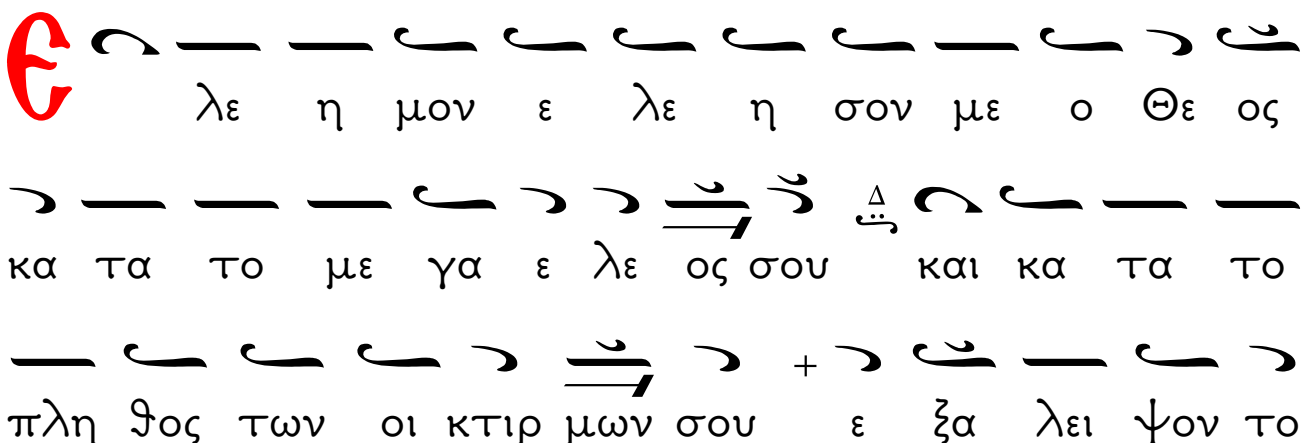 Ε λε η μον ε λε η σον με ο Θε ος
κα τα το με γα ε λε ος σου Δ και κα τα το
πλη θος των οι κτιρ μων σου + ε ξα λει ψον το